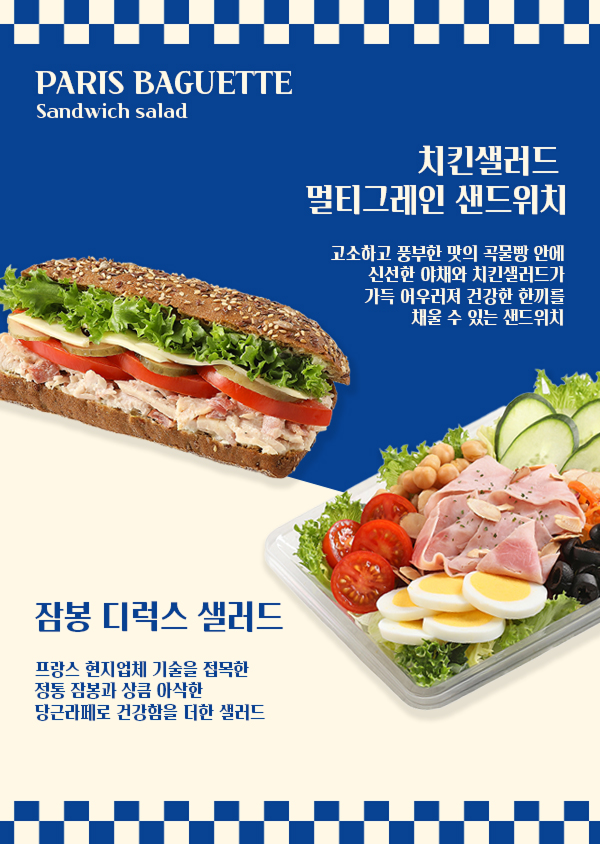 PARIS BAGUETTE
Sandwich salad
치킨샐러드
멀티그레인 샌드위치
고소하고 풍부한 맛의 곡물빵 안에
신선한 야채와 치킨샐러드가
가득 어우러져 건강한 한끼를
채울 수 있는 샌드위치
잠봉 디럭스 샐러드
프랑스 현지업체 기술을 접목한
정통 잠봉과 상큼 아삭한
당근라페로 건강함을 더한 샐러드